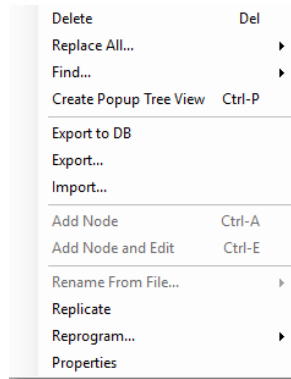 Delete Del
Replace All...
Find...
Create Popup Tree View Ctrl-P
Export to DB
Export...
Import...
Add Node Ctrl-A
Add Node and Edit Ctrl-E
Rename From File...
Replicate
Reprogram...
Properties